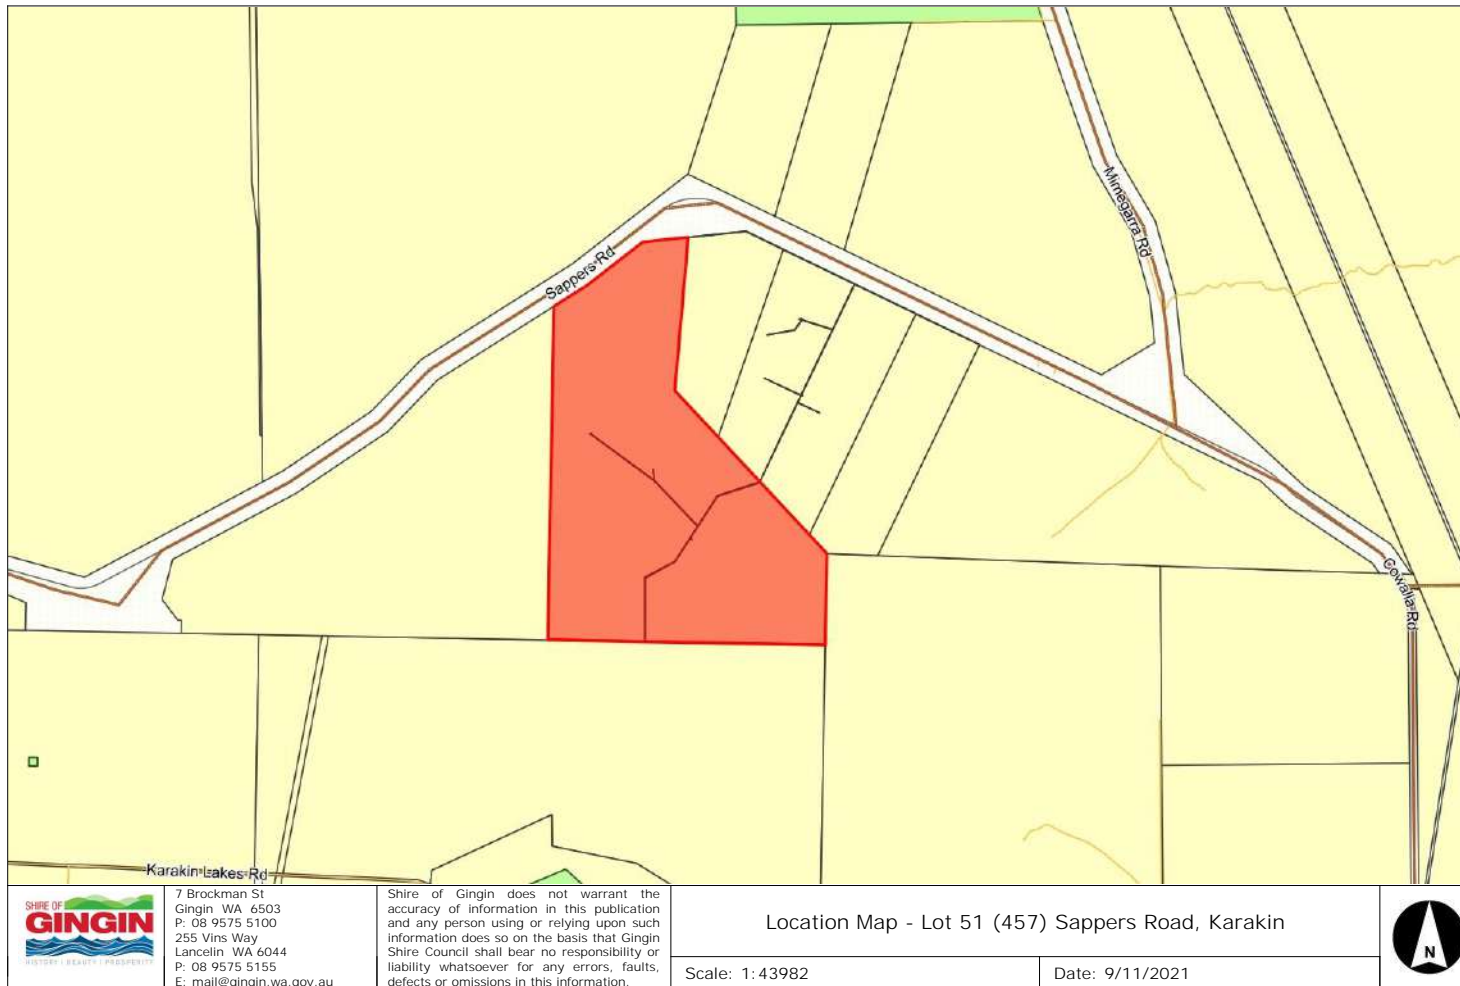 Mimegarra Rd
Sappers Rd
Cowalla Rd
Karakin Lakes Rd
SHIRE OF
GINGIN
HISTORY | BEAUTY | PROSPERITY
7 Brockman St
Gingin WA 6503
P: 08 9575 5100
255 Vins Way
Lancelin WA 6044
P: 08 9575 5155
E: mail@gingin.wa.gov.au
Shire of Gingin does not warrant the
accuracy of information in this publication
and any person using or relying upon such
information does so on the basis that Gingin
Shire Council shall bear no responsibility or
liability whatsoever for any errors, faults,
defects or omissions in this information.
Location Map - Lot 51 (457) Sappers Road, Karakin
Scale: 1:43982
Date: 9/11/2021
N